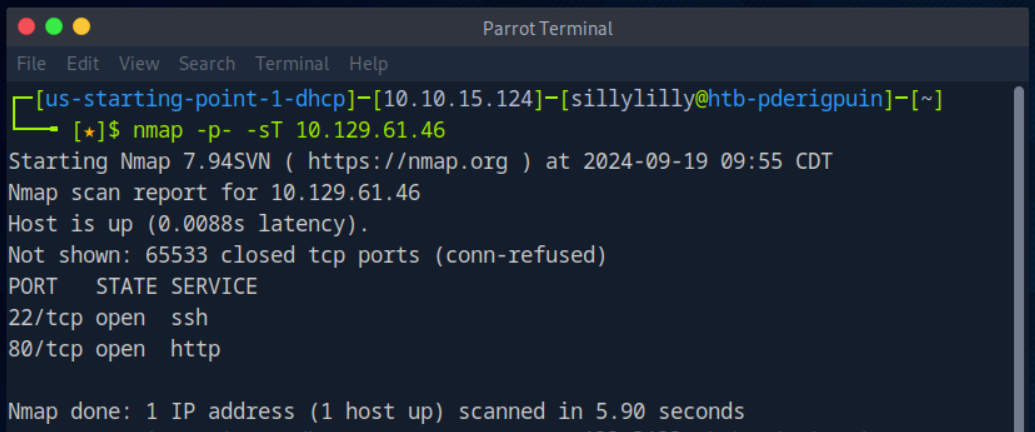 Parrot Terminal
File Edit View Search Terminal Help
[us-starting-point-1-dhcp]-[10.10.15.124]-[sillylilly@htb-pderigpuin]-[~]
[★]$ nmap -p- -sT 10.129.61.46
Starting Nmap 7.94SVN ( https://nmap.org ) at 2024-09-19 09:55 CDT
Nmap scan report for 10.129.61.46
Host is up (0.0088s latency).
Not shown: 65533 closed tcp ports (conn-refused)
PORT   STATE SERVICE
22/tcp open  ssh
80/tcp open  http
Nmap done: 1 IP address (1 host up) scanned in 5.90 seconds